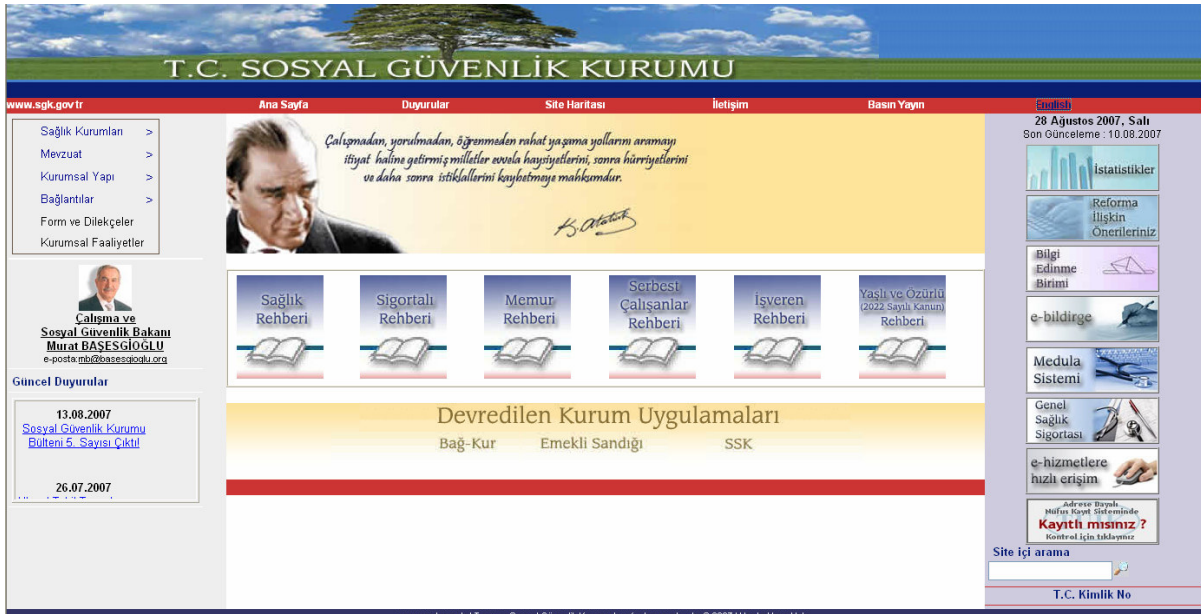 T.C. SOSYAL GÜVENLİK KURUMU
www.sgk.gov.tr
Ana Sayfa
Duyurular
Site Haritası
İletişim
Basın Yayın
English
Sağlık Kurumları >
Mevzuat >
Kurumsal Yapı >
Bağlantılar >
Form ve Dilekçeler
Kurumsal Faaliyetler
Çalışma ve
Sosyal Güvenlik Bakanı
Murat BAŞESGİOĞLU
e-posta:mb@basesgioglu.org
Güncel Duyurular
13.08.2007
Sosyal Güvenlik Kurumu
Bülteni 5. Sayısı Çıktı!
26.07.2007
Çalışmadan, yorulmadan, öğrenmeden rahat yaşama yollarını aramayı
itiyat haline getirmiş milletler evvela haysiyetlerini, sonra hürriyetlerini
ve daha sonra istiklallerini kaybetmeye mahkumdur.
K. Atatürk
Sağlık
Rehberi
Sigortalı
Rehberi
Memur
Rehberi
Serbest
Çalışanlar
Rehberi
İşveren
Rehberi
Yaşlı ve Özürlü
(2022 Sayılı Kanun)
Rehberi
Devredilen Kurum Uygulamaları
Bağ-Kur
Emekli Sandığı
SSK
28 Ağustos 2007, Salı
Son Günceleme : 10.08.2007
İstatistikler
Reforma
İlişkin
Önerileriniz
Bilgi
Edinme
Birimi
e-bildirge
Medula
Sistemi
Genel
Sağlık
Sigortası
e-hizmetlere
hızlı erişim
Adrese Dayalı
Nüfus Kayıt Sisteminde
Kayıtlı mısınız ?
Kontrol için tıklayınız
Site içi arama
T.C. Kimlik No